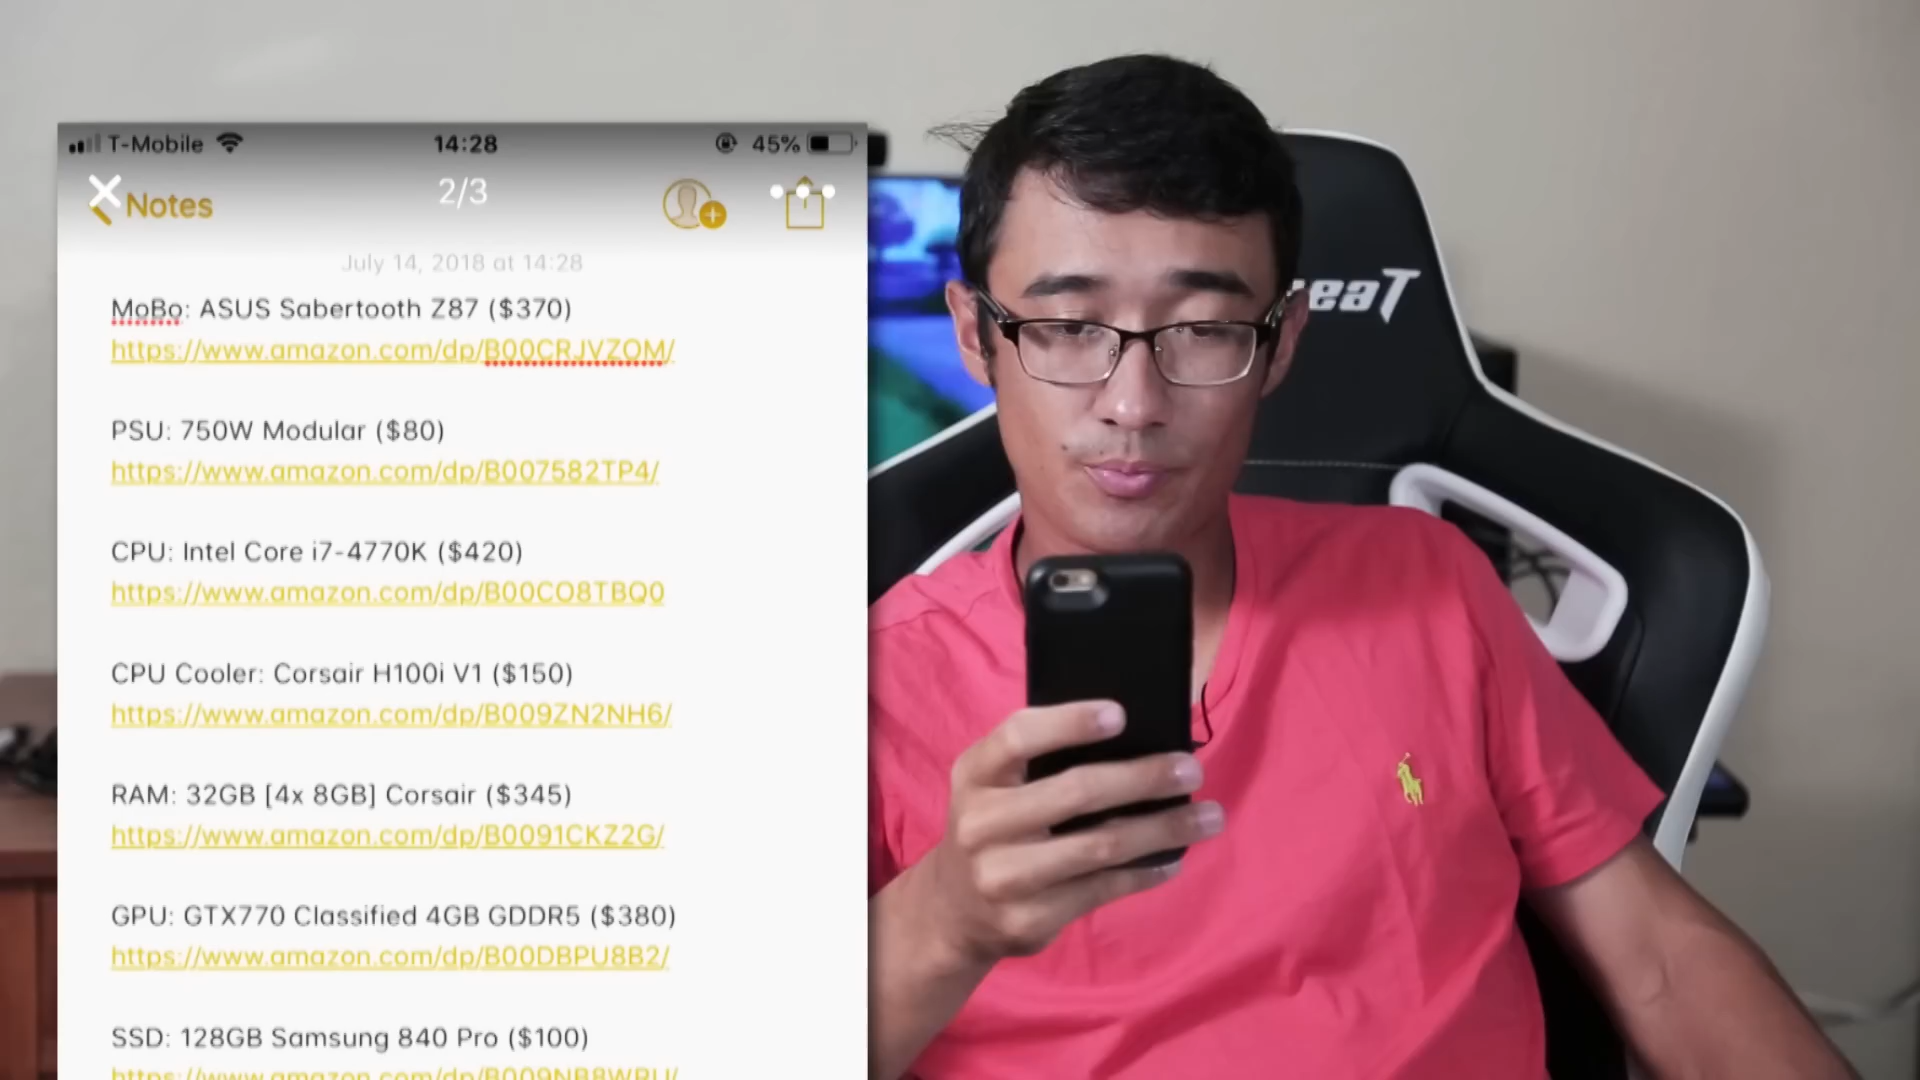 T-Mobile 14:28 45%
2/3
Notes
July 14, 2018 at 14:28
MoBo: ASUS Sabertooth Z87 ($370)
https://www.amazon.com/dp/B00CRJVZOM/
PSU: 750W Modular ($80)
https://www.amazon.com/dp/B007582TP4/
CPU: Intel Core i7-4770K ($420)
https://www.amazon.com/dp/B00CO8TBQ0
CPU Cooler: Corsair H100i V1 ($150)
https://www.amazon.com/dp/B009ZN2NH6/
RAM: 32GB [4x 8GB] Corsair ($345)
https://www.amazon.com/dp/B0091CKZ2G/
GPU: GTX770 Classified 4GB GDDR5 ($380)
https://www.amazon.com/dp/B00DBPU8B2/
SSD: 128GB Samsung 840 Pro ($100)